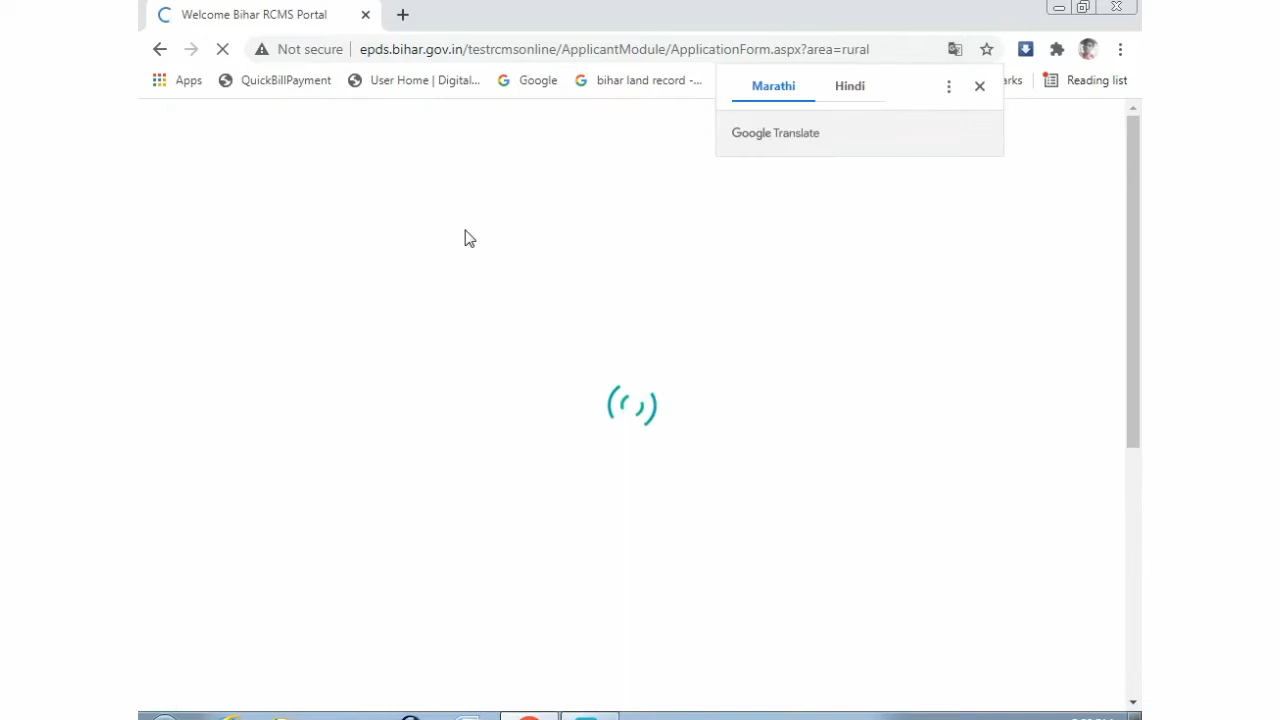 Welcome Bihar RCMS Portal
Not secure epds.bihar.gov.in/testrcmsonline/ApplicantModule/ApplicationForm.aspx?area=rural
Apps QuickBillPayment User Home | Digital... Google bihar land record -... Reading list
Marathi Hindi
Google Translate